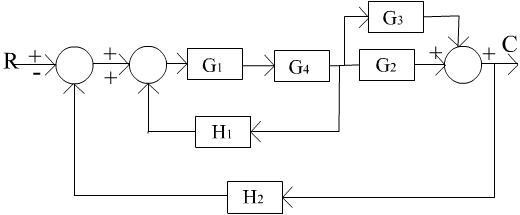 G3
R + - + + G1 G4 G2 + + C
H1
H2